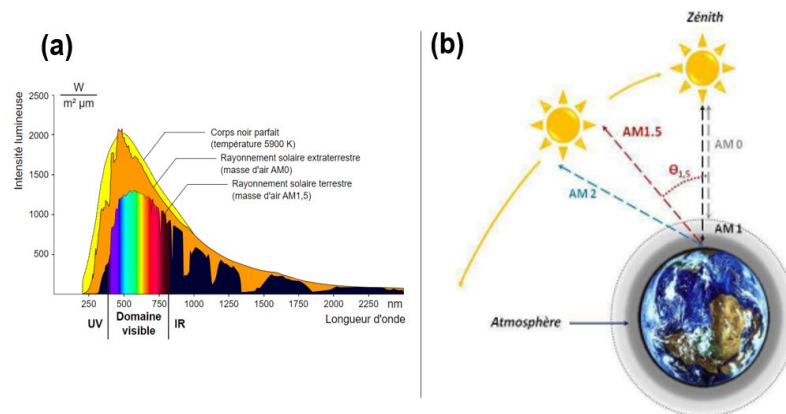 (a)
W
m² µm
Intensité lumineuse
2500
2000
1500
1000
500
Corps noir parfait
(température 5900 K)
Rayonnement solaire extraterrestre
(masse d'air AM0)
Rayonnement solaire terrestre
(masse d'air AM1,5)
250 500 750 1000 1250 1500 1750 2000 2250 nm
Longueur d'onde
UV Domaine visible IR
(b)
Zénith
AM1.5
AM 0
θ1,5
AM 2
AM 1
Atmosphère